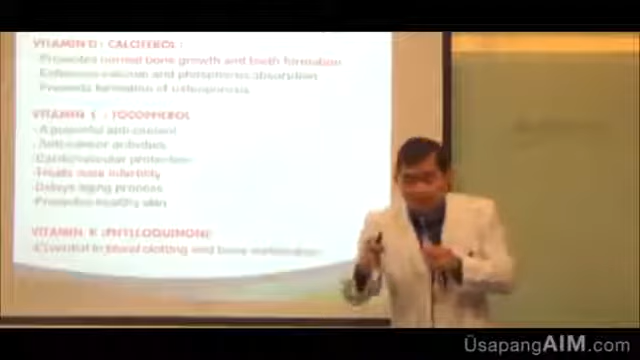 VITAMIN D : CALCIFEROL :
- Promotes normal bone growth and tooth formation
- Enhances calcium and phosphorus absorption
- Prevents formation of osteoporosis
VITAMIN E : TOCOPHEROL
- A powerful anti-oxidant
- Anti-cancer activities
- Cardiovascular protection
- Treats male infertility
- Delays aging process
- Promotes healthy skin
VITAMIN K (PHYLLOQUINONE)
- Essential in blood clotting and bone
UsapangAIM.com